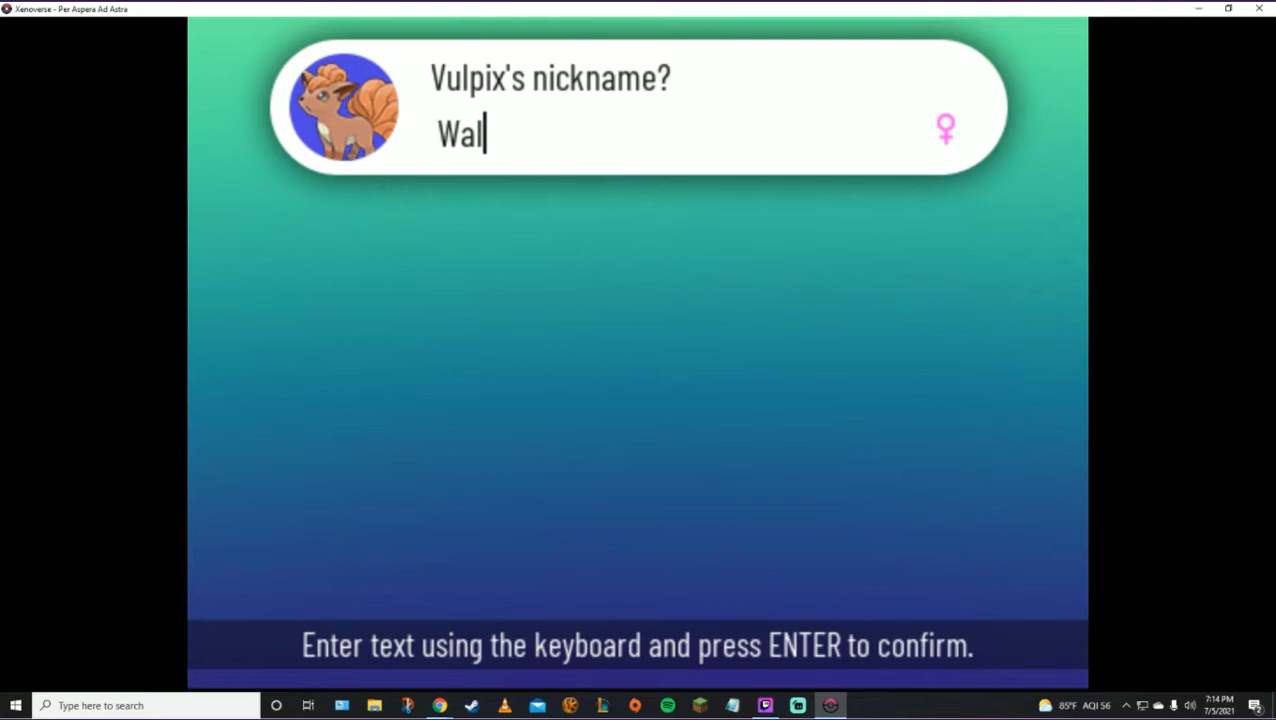 Xenoverse - Per Aspera Ad Astra
Vulpix's nickname?
Wal
Enter text using the keyboard and press ENTER to confirm.
Type here to search
85°F AQI 56
7:14 PM
7/5/2021
2